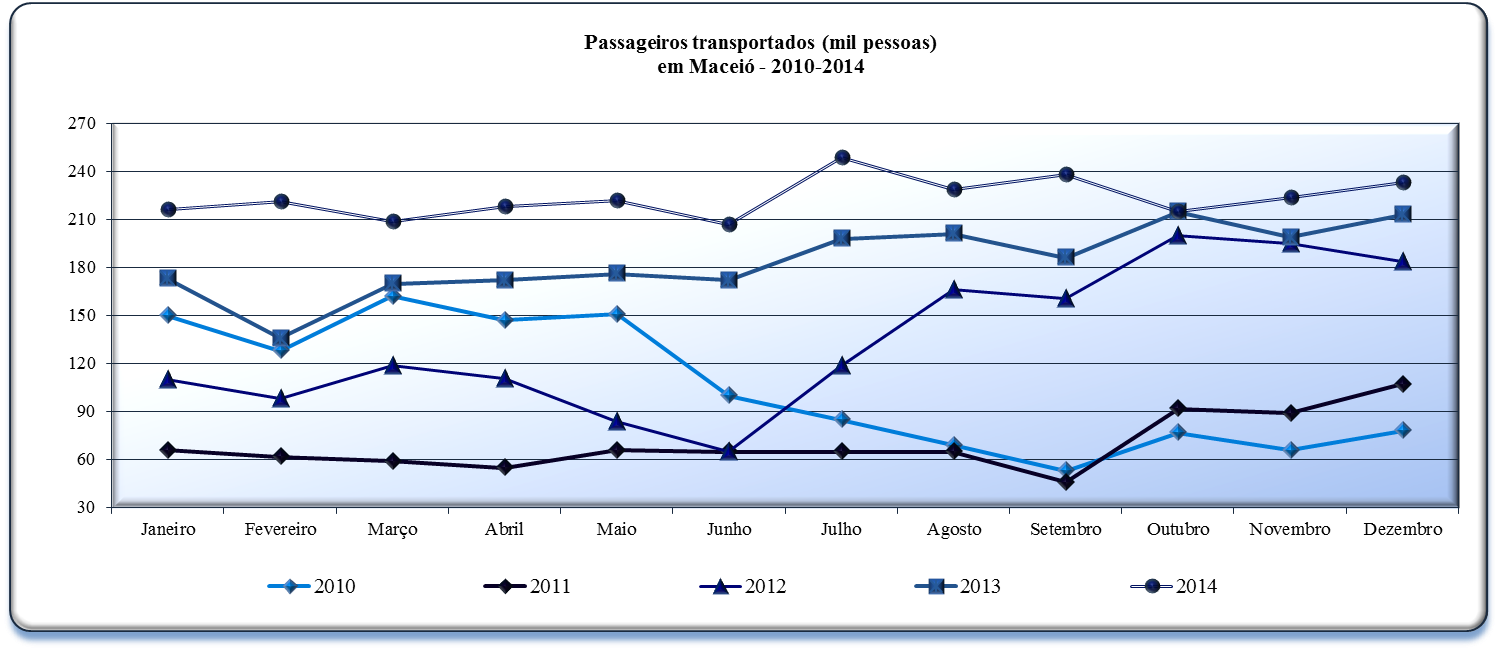 Passageiros transportados (mil pessoas)
em Maceió - 2010-2014
270
240
210
180
150
120
90
60
30
Janeiro Fevereiro Março Abril Maio Junho Julho Agosto Setembro Outubro Novembro Dezembro
2010 2011 2012 2013 2014